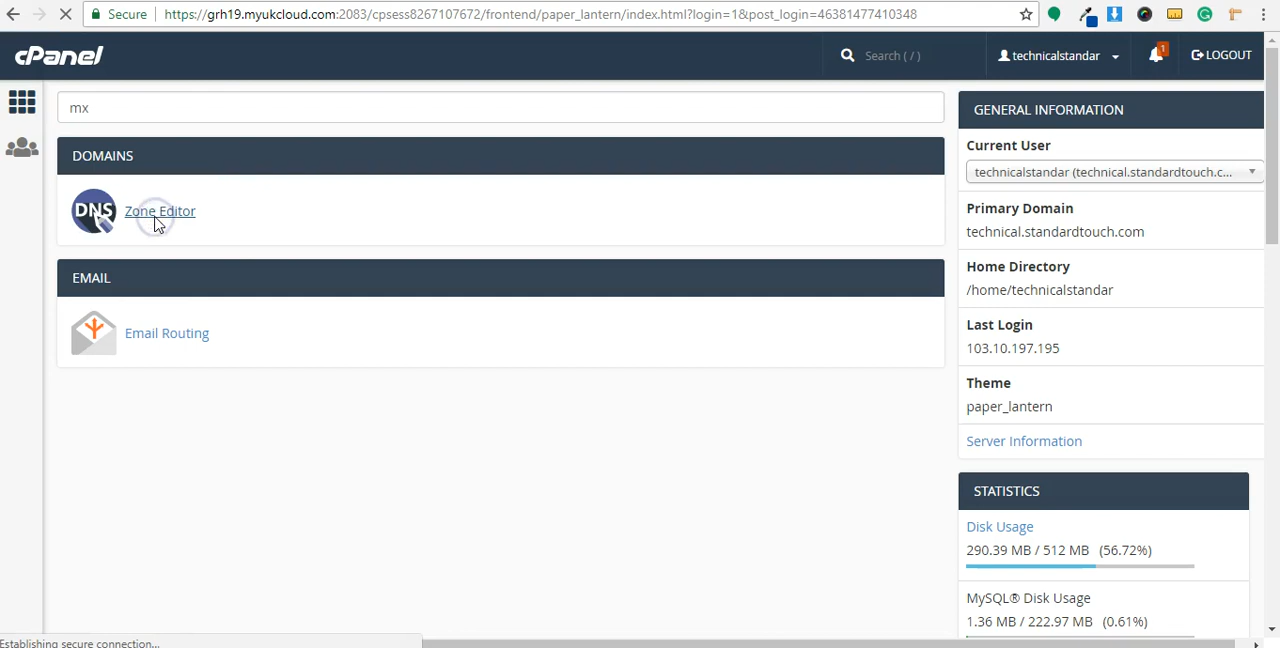 Secure https://grh19.myukcloud.com:2083/cpsess8267107672/frontend/paper_lantern/index.html?login=1&post_login=46381477410348
cPanel
Search ( / )
technicalstandar
1
LOGOUT
mx
DOMAINS
DNS
Zone Editor
EMAIL
Email Routing
GENERAL INFORMATION
Current User
technicalstandar (technical.standardtouch.c...
Primary Domain
technical.standardtouch.com
Home Directory
/home/technicalstandar
Last Login
103.10.197.195
Theme
paper_lantern
Server Information
STATISTICS
Disk Usage
290.39 MB / 512 MB (56.72%)
MySQL® Disk Usage
1.36 MB / 222.97 MB (0.61%)
Establishing secure connection...